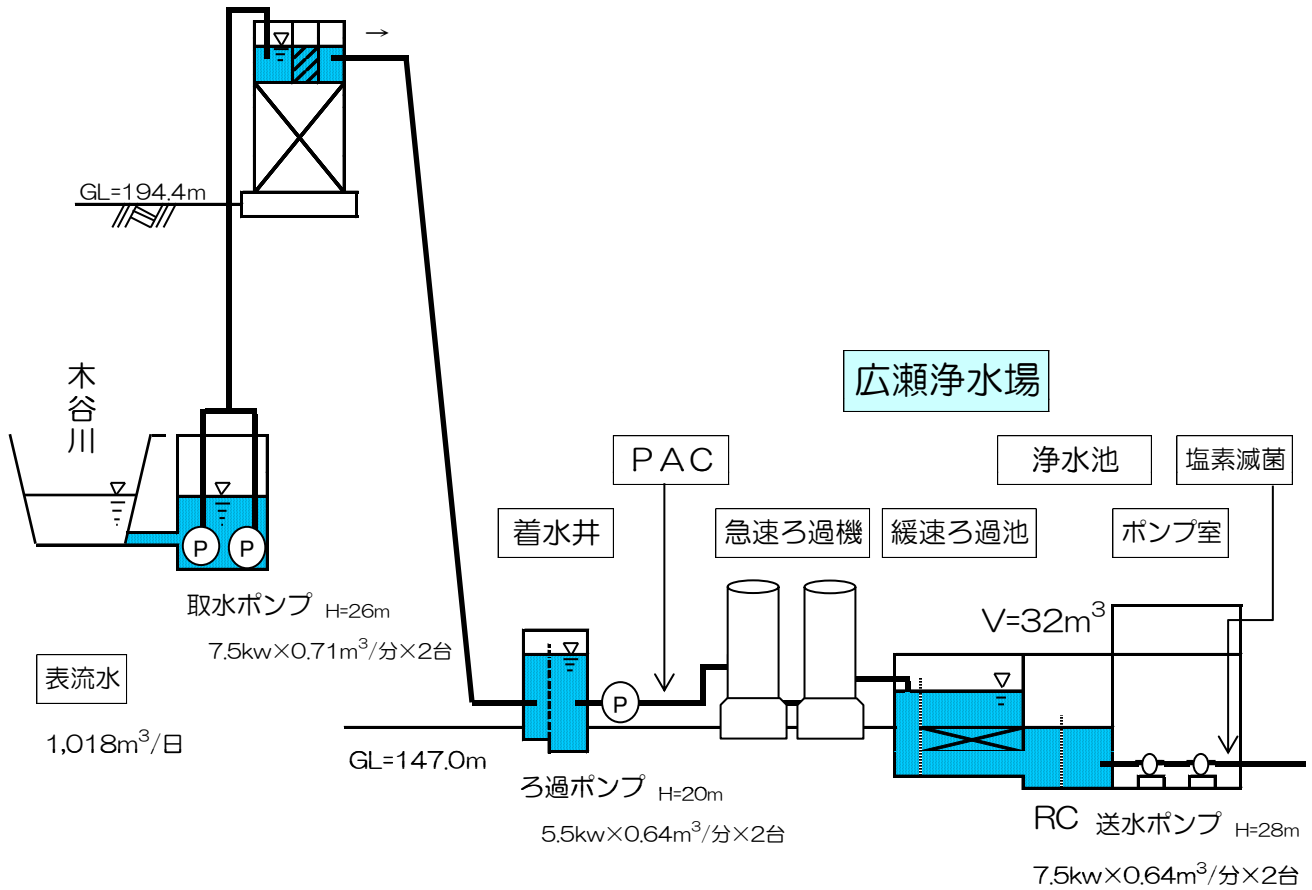 →
GL=194.4m
木谷川
P
P
取水ポンプ H=26m
7.5kw×0.71m³/分×2台
表流水
1,018m³/日
広瀬浄水場
PAC
浄水池
塩素滅菌
着水井
急速ろ過機
緩速ろ過池
ポンプ室
V=32m³
P
GL=147.0m
ろ過ポンプ H=20m
5.5kw×0.64m³/分×2台
RC 送水ポンプ H=28m
7.5kw×0.64m³/分×2台